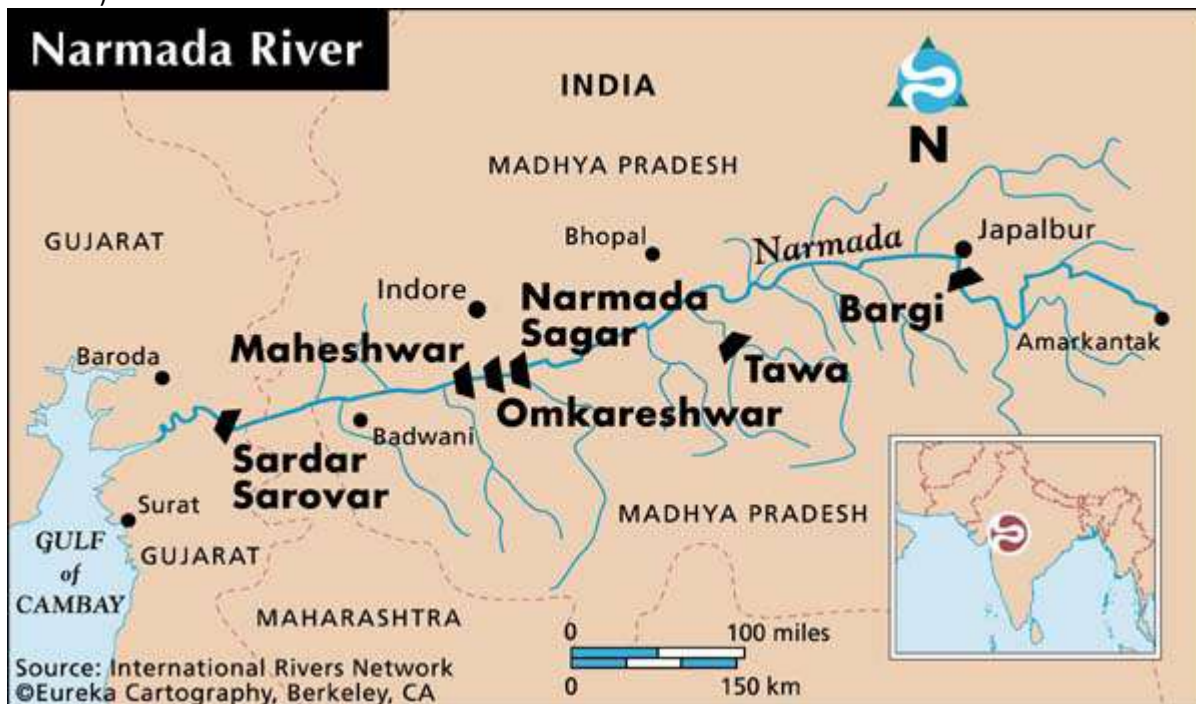 Narmada River
INDIA
N
MADHYA PRADESH
GUJARAT
Bhopal
Narmada
Japalbur
Indore
Narmada
Sagar
Bargi
Amarkantak
Baroda
Maheshwar
Tawa
Omkareshwar
Badwani
Sardar
Sarovar
Surat
MADHYA PRADESH
GULF
of
CAMBAY
GUJARAT
MAHARASHTRA
0 100 miles
0 150 km
Source: International Rivers Network
©Eureka Cartography, Berkeley, CA